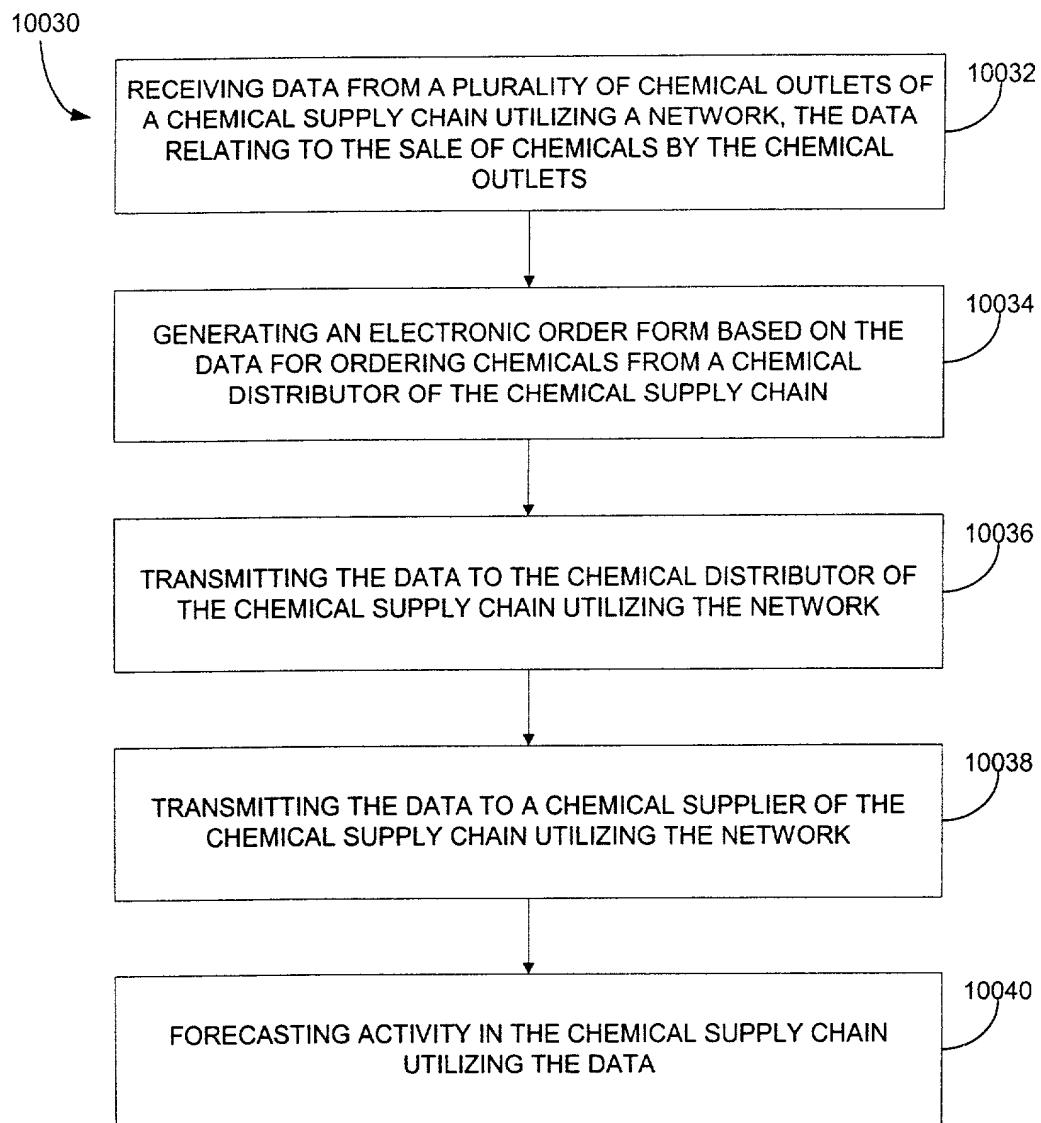 10030
RECEIVING DATA FROM A PLURALITY OF CHEMICAL OUTLETS OF
A CHEMICAL SUPPLY CHAIN UTILIZING A NETWORK, THE DATA
RELATING TO THE SALE OF CHEMICALS BY THE CHEMICAL
OUTLETS
10032
GENERATING AN ELECTRONIC ORDER FORM BASED ON THE
DATA FOR ORDERING CHEMICALS FROM A CHEMICAL
DISTRIBUTOR OF THE CHEMICAL SUPPLY CHAIN
10034
TRANSMITTING THE DATA TO THE CHEMICAL DISTRIBUTOR OF
THE CHEMICAL SUPPLY CHAIN UTILIZING THE NETWORK
10036
TRANSMITTING THE DATA TO A CHEMICAL SUPPLIER OF THE
CHEMICAL SUPPLY CHAIN UTILIZING THE NETWORK
10038
FORECASTING ACTIVITY IN THE CHEMICAL SUPPLY CHAIN
UTILIZING THE DATA
10040